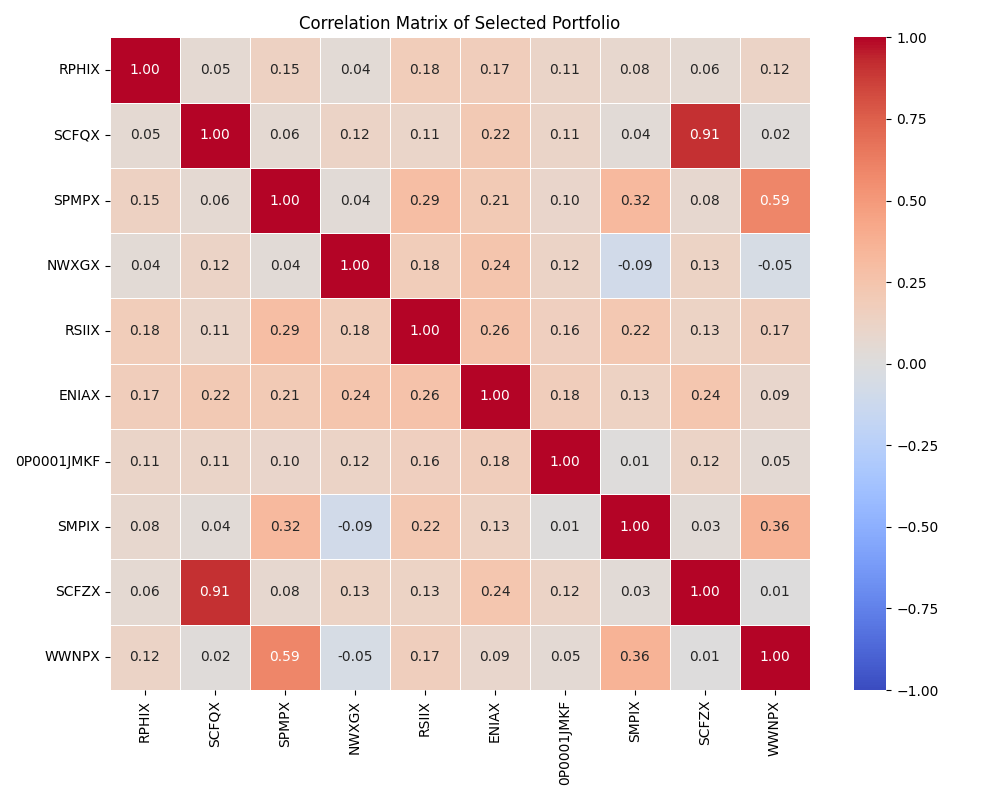 Correlation Matrix of Selected Portfolio
RPHIX 1.00 0.05 0.15 0.04 0.18 0.17 0.11 0.08 0.06 0.12
SCFQX 0.05 1.00 0.06 0.12 0.11 0.22 0.11 0.04 0.91 0.02
SPMPX 0.15 0.06 1.00 0.04 0.29 0.21 0.10 0.32 0.08 0.59
NWXGX 0.04 0.12 0.04 1.00 0.18 0.24 0.12 -0.09 0.13 -0.05
RSIIX 0.18 0.11 0.29 0.18 1.00 0.26 0.16 0.22 0.13 0.17
ENIAX 0.17 0.22 0.21 0.24 0.26 1.00 0.18 0.13 0.24 0.09
0P0001JMKF 0.11 0.11 0.10 0.12 0.16 0.18 1.00 0.01 0.12 0.05
SMPIX 0.08 0.04 0.32 -0.09 0.22 0.13 0.01 1.00 0.03 0.36
SCFZX 0.06 0.91 0.08 0.13 0.13 0.24 0.12 0.03 1.00 0.01
WWNPX 0.12 0.02 0.59 -0.05 0.17 0.09 0.05 0.36 0.01 1.00
RPHIX SCFQX SPMPX NWXGX RSIIX ENIAX 0P0001JMKF SMPIX SCFZX WWNPX
1.00
0.75
0.50
0.25
0.00
−0.25
−0.50
−0.75
−1.00